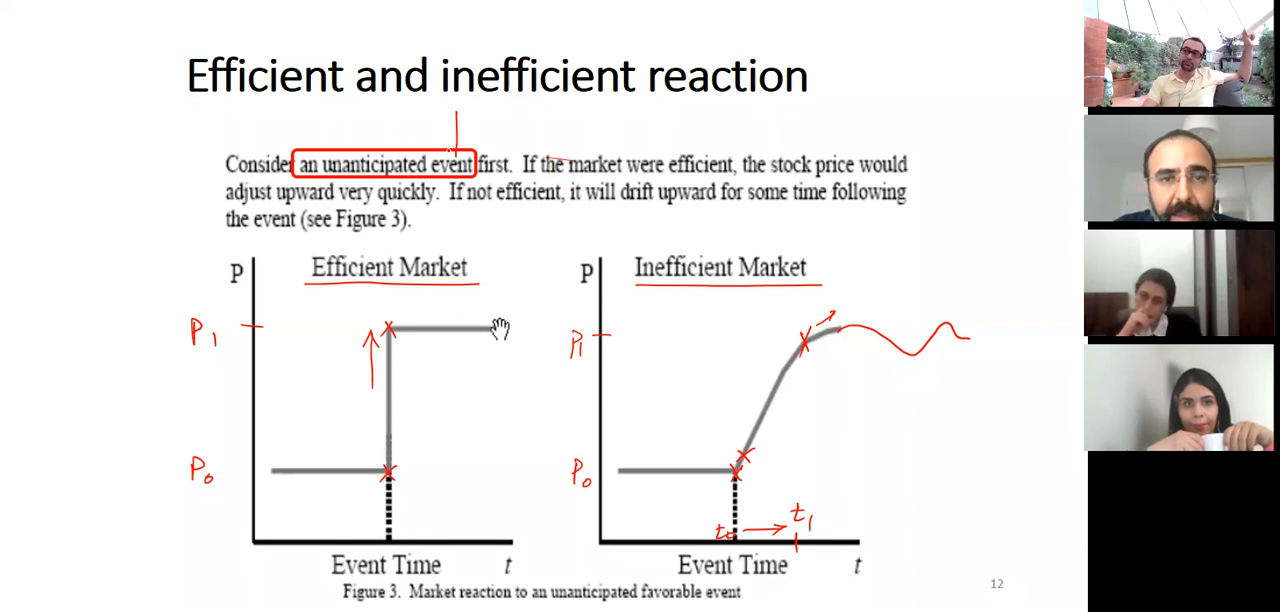 Efficient and inefficient reaction
Consider an unanticipated event first. If the market were efficient, the stock price would
adjust upward very quickly. If not efficient, it will drift upward for some time following
the event (see Figure 3).
P
Efficient Market
P1
P0
Event Time
t
P
Inefficient Market
P1
P0
t0
t1
Event Time
t
Figure 3. Market reaction to an unanticipated favorable event
12